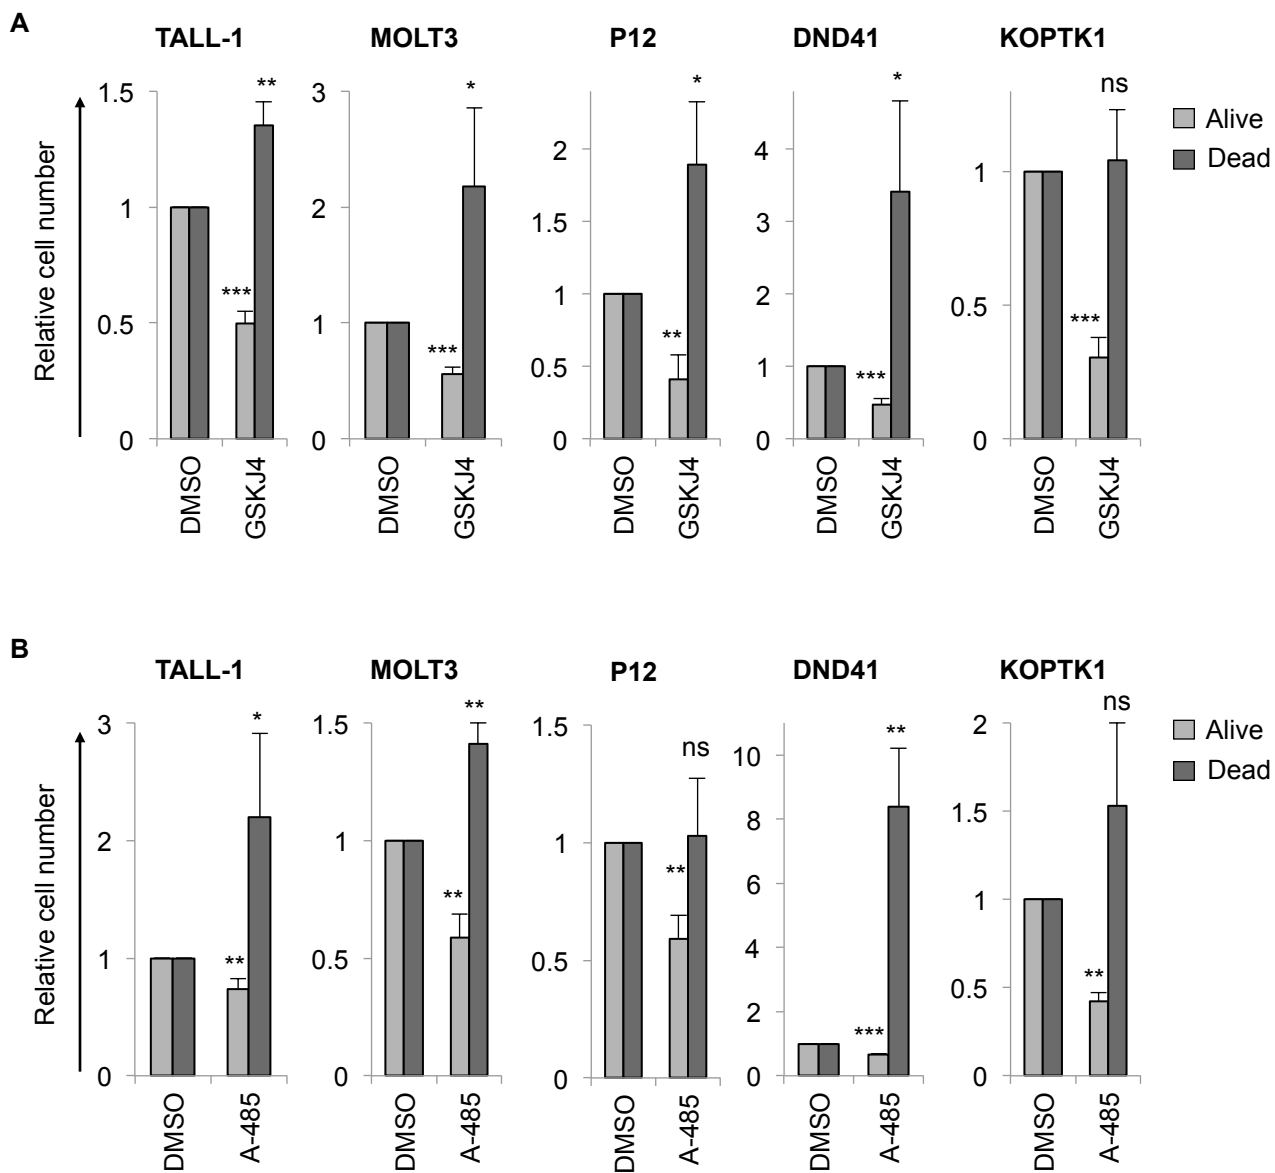 A
TALL-1 MOLT3 P12 DND41 KOPTK1
Relative cell number
1.5
1
0.5
0
***
**
DMSO
GSKJ4
3
2
1
0
***
*
DMSO
GSKJ4
2
1.5
1
0.5
0
**
*
DMSO
GSKJ4
4
3
2
1
0
***
*
DMSO
GSKJ4
1
0.5
0
***
ns
DMSO
GSKJ4
Alive
Dead
B
TALL-1 MOLT3 P12 DND41 KOPTK1
Relative cell number
3
2
1
0
**
*
DMSO
A-485
1.5
1
0.5
0
**
**
DMSO
A-485
1.5
1
0.5
0
**
ns
DMSO
A-485
10
8
6
4
2
0
***
**
DMSO
A-485
2
1.5
1
0.5
0
**
ns
DMSO
A-485
Alive
Dead